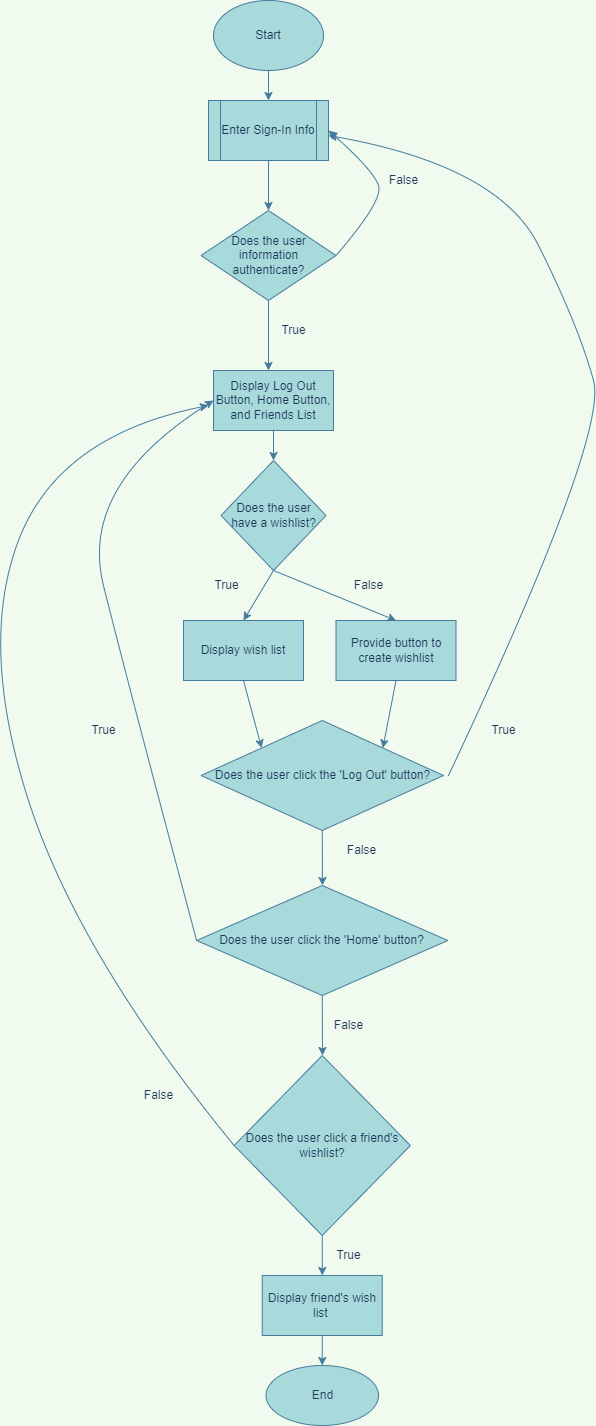 Start
Enter Sign-In Info
False
Does the user
information
authenticate?
True
Display Log Out
Button, Home Button,
and Friends List
Does the user
have a wishlist?
True
False
Display wish list
Provide button to
create wishlist
True
True
Does the user click the 'Log Out' button?
False
Does the user click the 'Home' button?
False
False
Does the user click a friend's
wishlist?
True
Display friend's wish
list
End